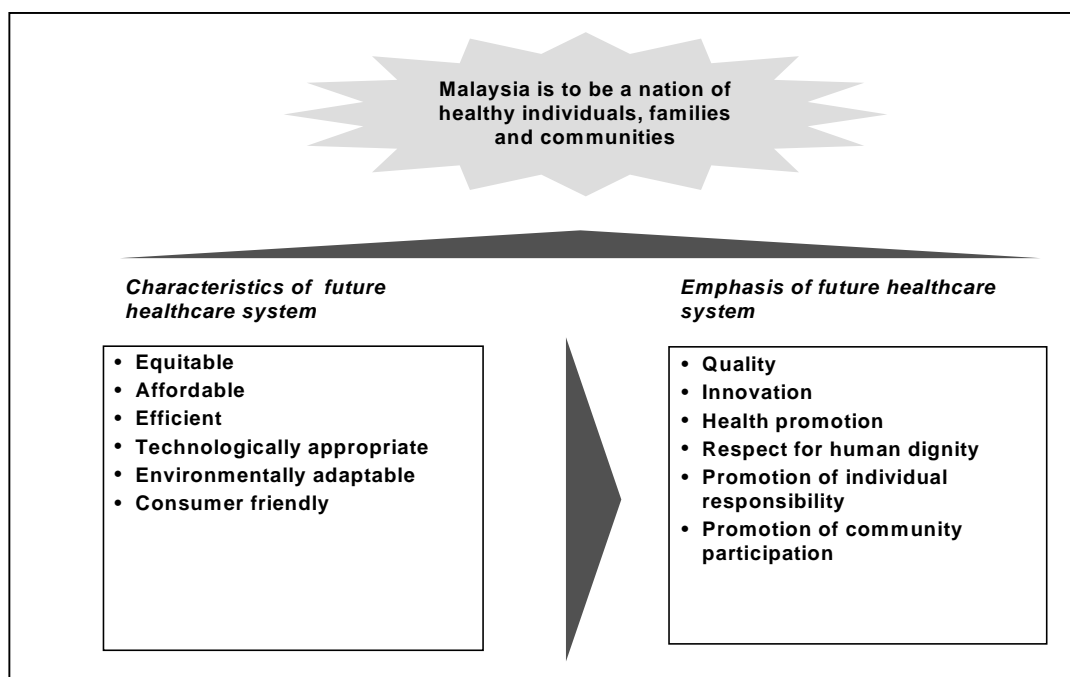 Malaysia is to be a nation of
healthy individuals, families
and communities
Characteristics of future
healthcare system
• Equitable
• Affordable
• Efficient
• Technologically appropriate
• Environmentally adaptable
• Consumer friendly
Emphasis of future healthcare
system
• Quality
• Innovation
• Health promotion
• Respect for human dignity
• Promotion of individual
responsibility
• Promotion of community
participation